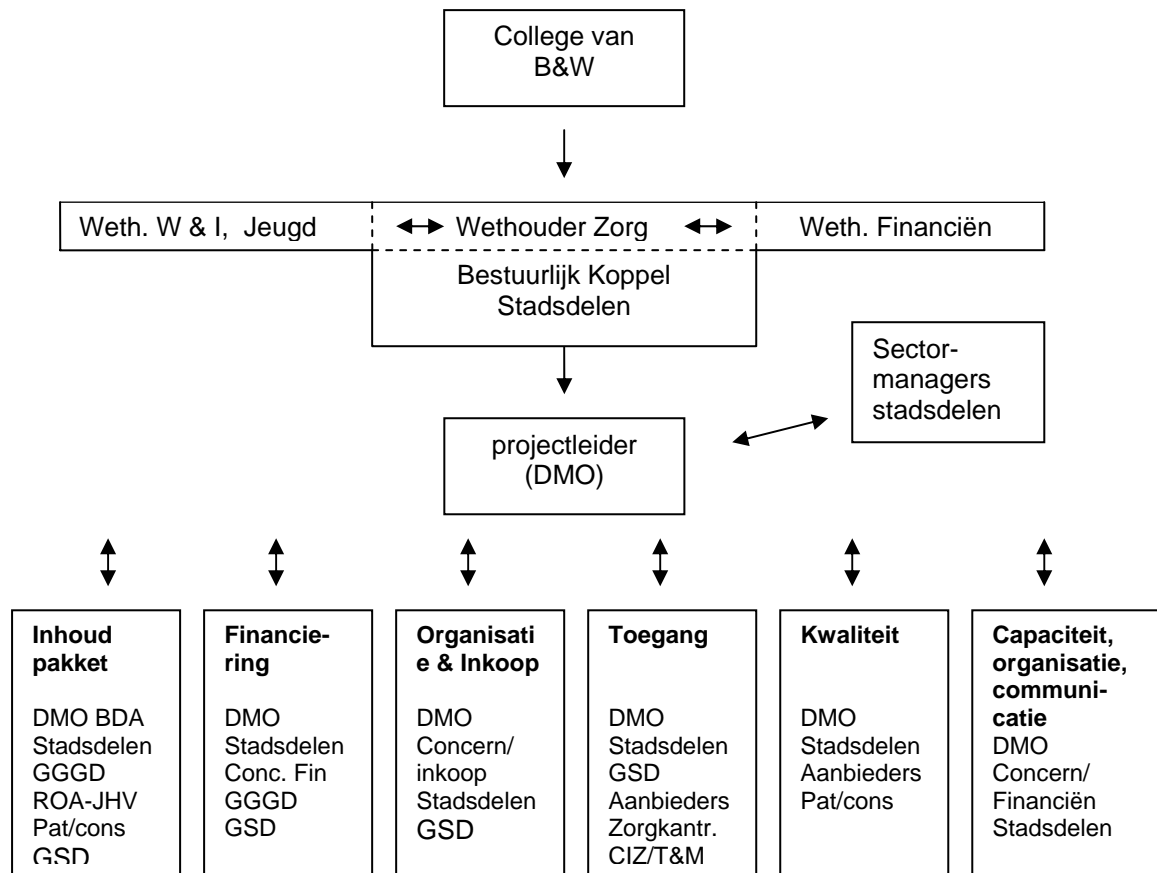 College van
B&W
Weth. W & I, Jeugd
Wethouder Zorg
Weth. Financiën
Bestuurlijk Koppel
Stadsdelen
Sector-
managers
stadsdelen
projectleider
(DMO)
Inhoud
pakket
DMO BDA
Stadsdelen
GGGD
ROA-JHV
Pat/cons
GSD
Financie-
ring
DMO
Stadsdelen
Conc. Fin
GGGD
GSD
Organisati
e & Inkoop
DMO
Concern/
inkoop
Stadsdelen
GSD
Toegang
DMO
Stadsdelen
GSD
Aanbieders
Zorgkantr.
CIZ/T&M
Kwaliteit
DMO
Stadsdelen
Aanbieders
Pat/cons
Capaciteit,
organisatie,
communi-
catie
DMO
Concern/
Financiën
Stadsdelen